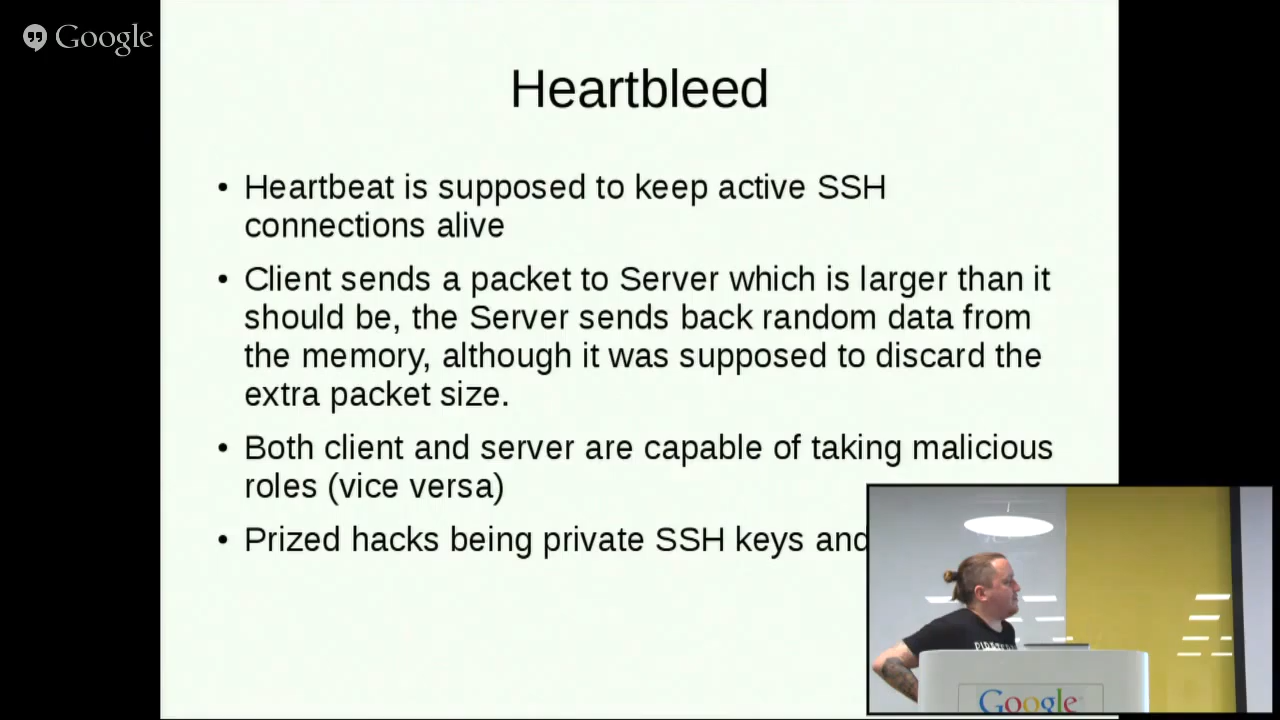 Google
Heartbleed
• Heartbeat is supposed to keep active SSH
connections alive
• Client sends a packet to Server which is larger than it
should be, the Server sends back random data from
the memory, although it was supposed to discard the
extra packet size.
• Both client and server are capable of taking malicious
roles (vice versa)
• Prized hacks being private SSH keys and
Google